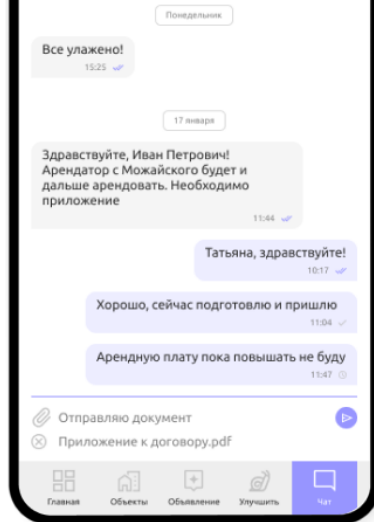 Понедельник
Все улажено!
15:25
17 января
Здравствуйте, Иван Петрович!
Арендатор с Можайского будет и
дальше арендовать. Необходимо
приложение
11:44
Татьяна, здравствуйте!
10:17
Хорошо, сейчас подготовлю и пришлю
11:04
Арендную плату пока повышать не буду
11:47
Отправляю документ
Приложение к договору.pdf
Главная Объекты Объявление Улучшить Чат